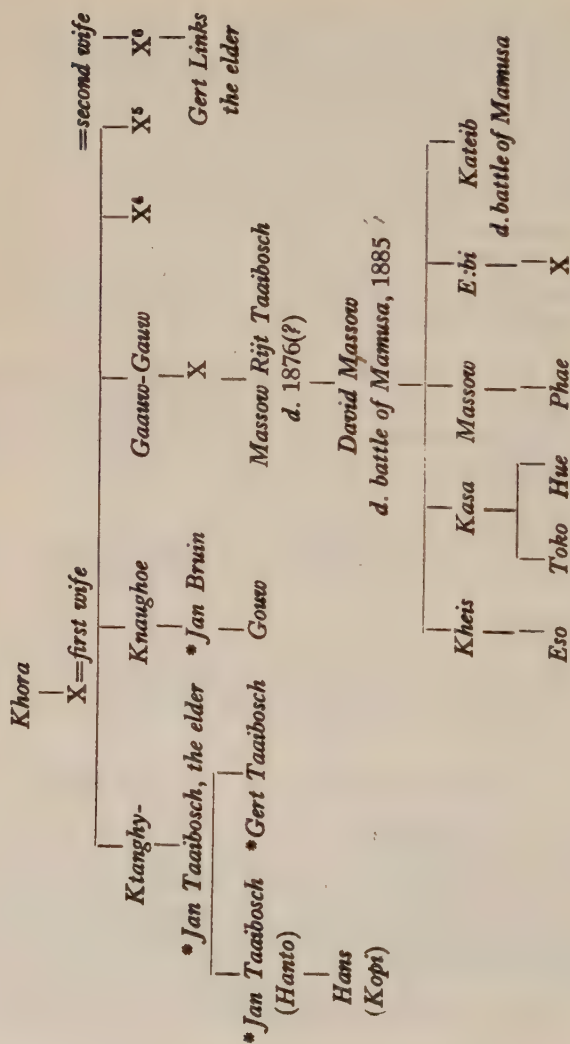 Khora
X=first wife
=second wife
Ktanghy-
Knaughoe
Gaauw-Gauw
X⁴
X⁵
X⁶
*Jan Taaibosch, the elder
*Jan Bruin
X
Gert Links
the elder
*Jan Taaibosch
(Hanto)
*Gert Taaibosch
Gouw
Massow Rijt Taaibosch
d. 1876(?)
Hans
(Kopi)
David Massow
d. battle of Mamusa, 1885
Kheis
Kasa
Massow
E:bi
Kateib
d. battle of Mamusa
Eso
Toko
Hue
Phae
X